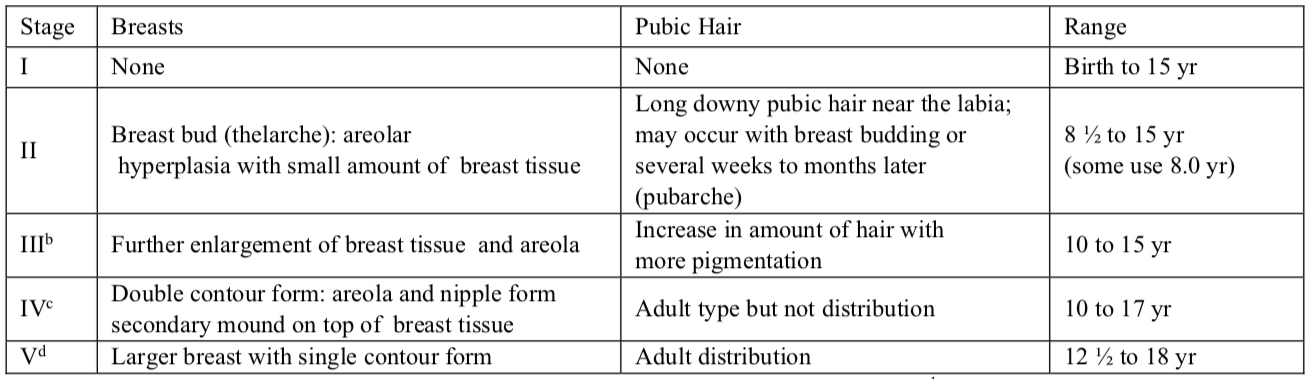 Stage Breasts Pubic Hair Range
I None None Birth to 15 yr
II
Breast bud (thelarche): areolar
hyperplasia with small amount of breast tissue
Long downy pubic hair near the labia;
may occur with breast budding or
several weeks to months later
(pubarche)
8 ½ to 15 yr
(some use 8.0 yr)
IIIᵇ
Further enlargement of breast tissue and areola
Increase in amount of hair with
more pigmentation
10 to 15 yr
IVᶜ
Double contour form: areola and nipple form
secondary mound on top of breast tissue
Adult type but not distribution
10 to 17 yr
Vᵈ Larger breast with single contour form Adult distribution 12 ½ to 18 yr